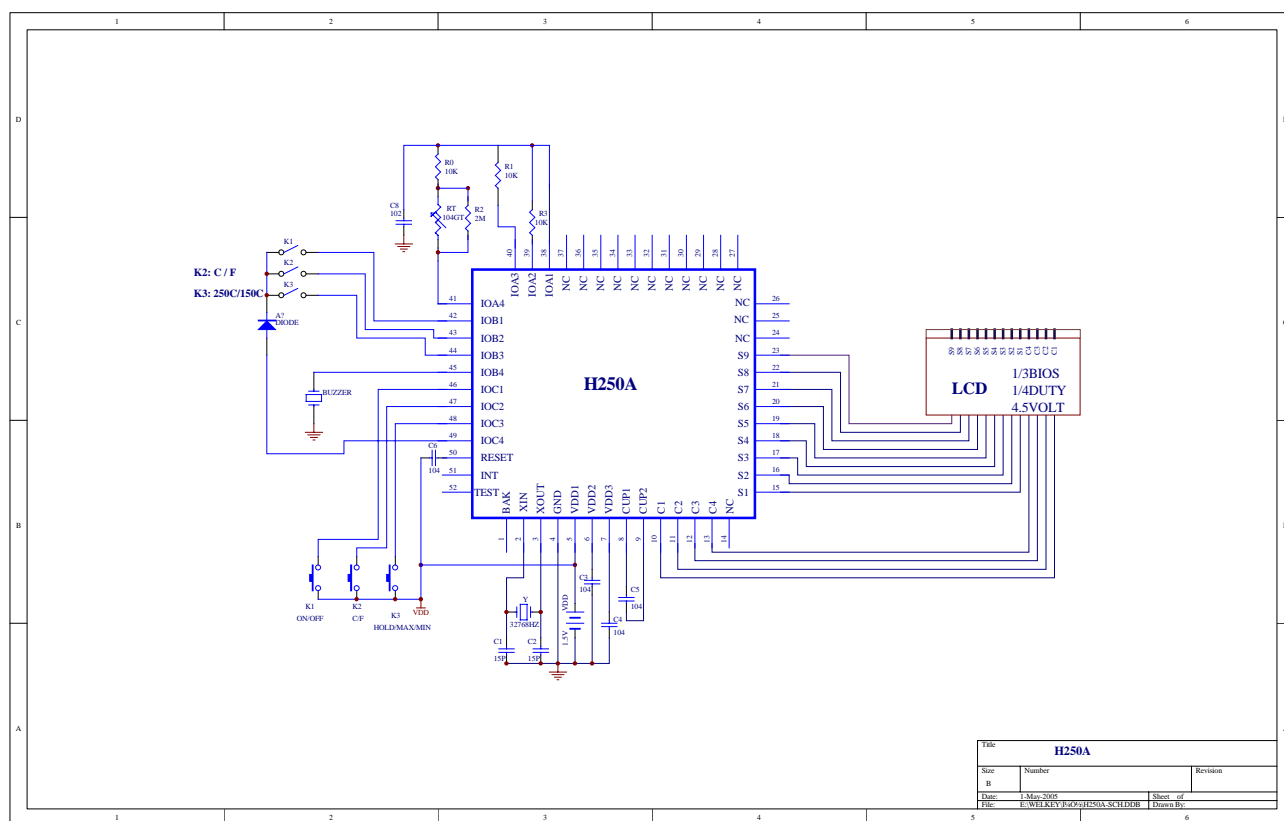 1 2 3 4 5 6
D
C
B
A
R0
10K
R1
10K
C8
102
RT
104GT
R2
2M
R3
10K
K1
K2
K3
K2: C / F
K3: 250C/150C
A?
DIODE
BUZZER
40 39 38 37 36 35 34 33 32 31 30 29 28 27
IOA3 IOA2 IOA1 NC NC NC NC NC NC NC NC NC NC NC
41 IOA4
42 IOB1
43 IOB2
44 IOB3
45 IOB4
46 IOC1
47 IOC2
48 IOC3
49 IOC4
50 RESET
51 INT
52 TEST
H250A
NC 26
NC 25
NC 24
S9 23
S8 22
S7 21
S6 20
S5 19
S4 18
S3 17
S2 16
S1 15
BAK XIN XOUT GND VDD1 VDD2 VDD3 CUP1 CUP2 C1 C2 C3 C4 NC
1 2 3 4 5 6 7 8 9 10 11 12 13 14
S9 S8 S7 S6 S5 S4 S3 S2 S1 C4 C3 C2 C1
LCD
1/3BIOS
1/4DUTY
4.5VOLT
C6
104
K1
ON/OFF
K2
C/F
K3
HOLD/MAX/MIN
VDD
Y
32768HZ
C1
15P
C2
15P
VDD
1.5V
C3
104
C4
104
C5
104
Title
H250A
Size
B
Number
Revision
Date: 1-May-2005
Sheet of
File:
Drawn By:
1 2 3 4 5 6